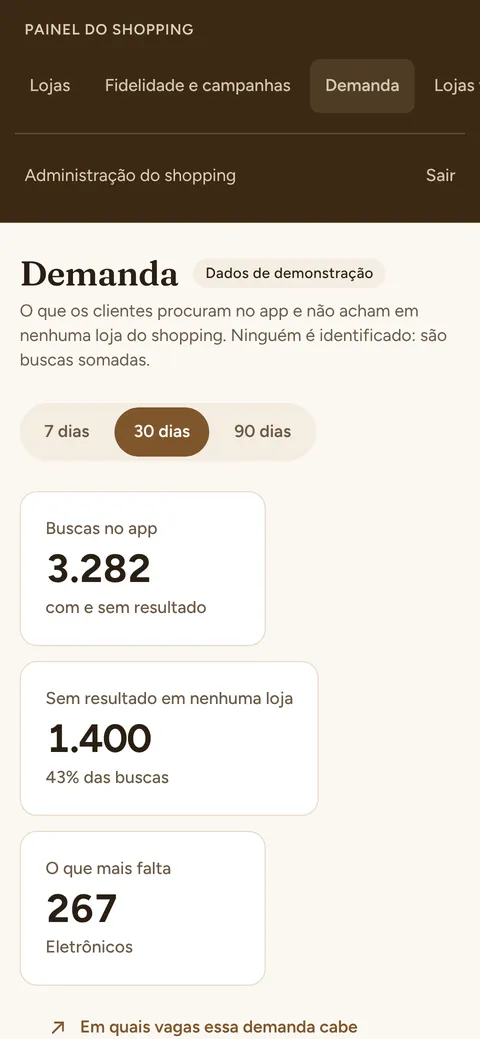 PAINEL DO SHOPPING
Lojas Fidelidade e campanhas Demanda Lojas
Administração do shopping Sair
Demanda Dados de demonstração
O que os clientes procuram no app e não acham em
nenhuma loja do shopping. Ninguém é identificado: são
buscas somadas.
7 dias 30 dias 90 dias
Buscas no app
3.282
com e sem resultado
Sem resultado em nenhuma loja
1.400
43% das buscas
O que mais falta
267
Eletrônicos
Em quais vagas essa demanda cabe